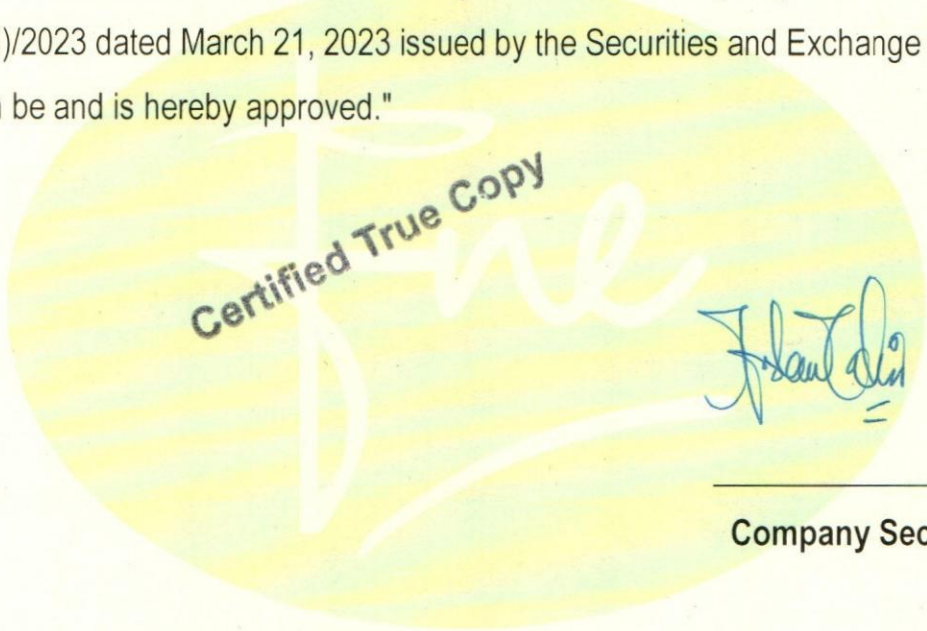 )/2023 dated March 21, 2023 issued by the Securities and Exchange
be and is hereby approved."
Certified True Copy
fine
Company Sec